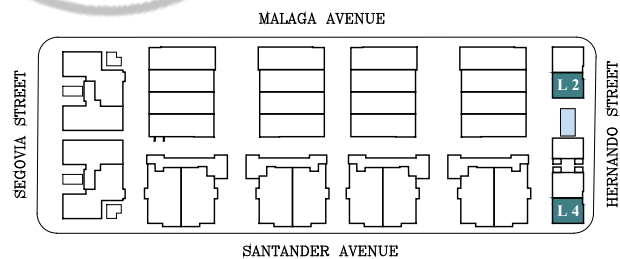 MALAGA AVENUE
SEGOVIA STREET
HERNANDO STREET
L 2
L 4
SANTANDER AVENUE